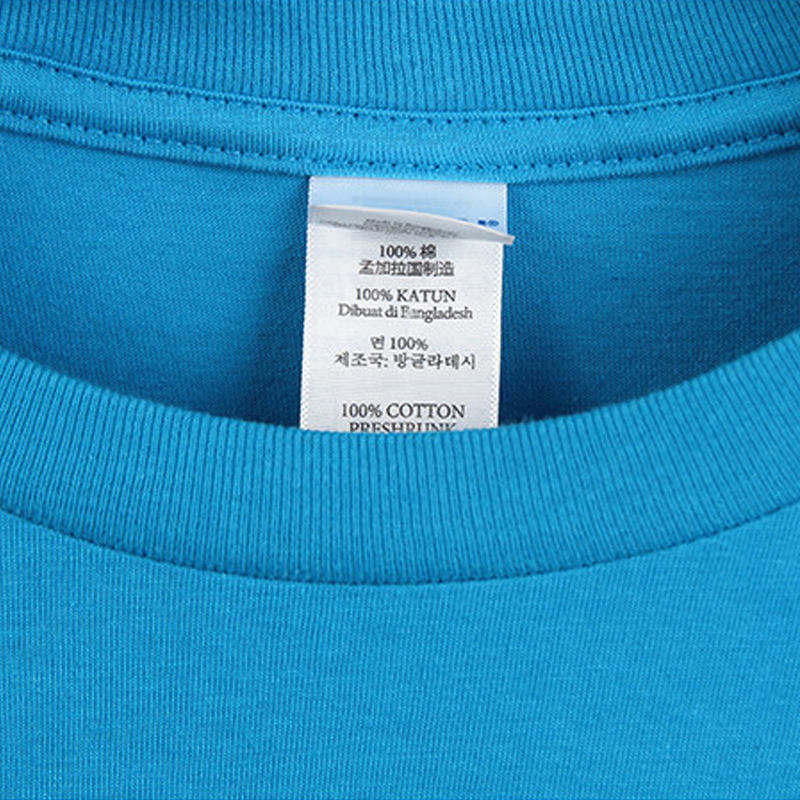 100% 棉
孟加拉国制造
100% KATUN
Dibuat di Bangladesh
면 100%
제조국: 방글라데시
100% COTTON
PRESHRUNK